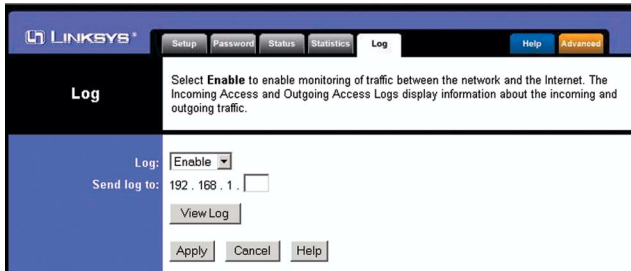 LINKSYS®
Setup Password Status Statistics Log Help Advanced
Log
Select Enable to enable monitoring of traffic between the network and the Internet. The
Incoming Access and Outgoing Access Logs display information about the incoming and
outgoing traffic.
Log: Enable
Send log to: 192 . 168 . 1 .
View Log
Apply Cancel Help